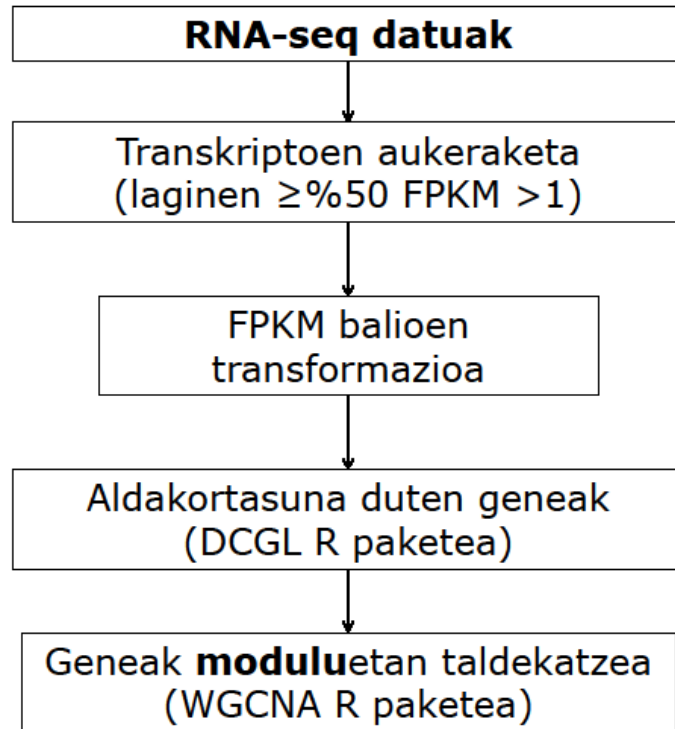 RNA-seq datuak
Transkriptoen aukeraketa
(laginen ≥%50 FPKM >1)
FPKM balioen
transformazioa
Aldakortasuna duten geneak
(DCGL R paketea)
Geneak moduluetan taldekatzea
(WGCNA R paketea)